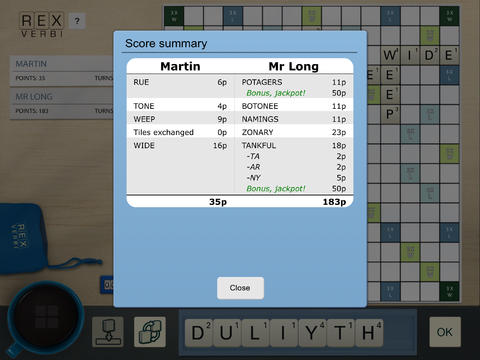 REX
VERBI
?
MARTIN
POINTS: 35 TURNS
MR LONG
POINTS: 183 TURNS
Score summary
Martin Mr Long
RUE 6p POTAGERS 11p
Bonus, jackpot! 50p
TONE 4p BOTONEE 11p
WEEP 9p NAMINGS 11p
Tiles exchanged 0p ZONARY 23p
WIDE 16p TANKFUL 18p
-TA 2p
-AR 2p
-NY 5p
Bonus, jackpot! 50p
35p 183p
Close
W I D E
E E
E
P
REX
VERBI
D U L I Y T H
OK